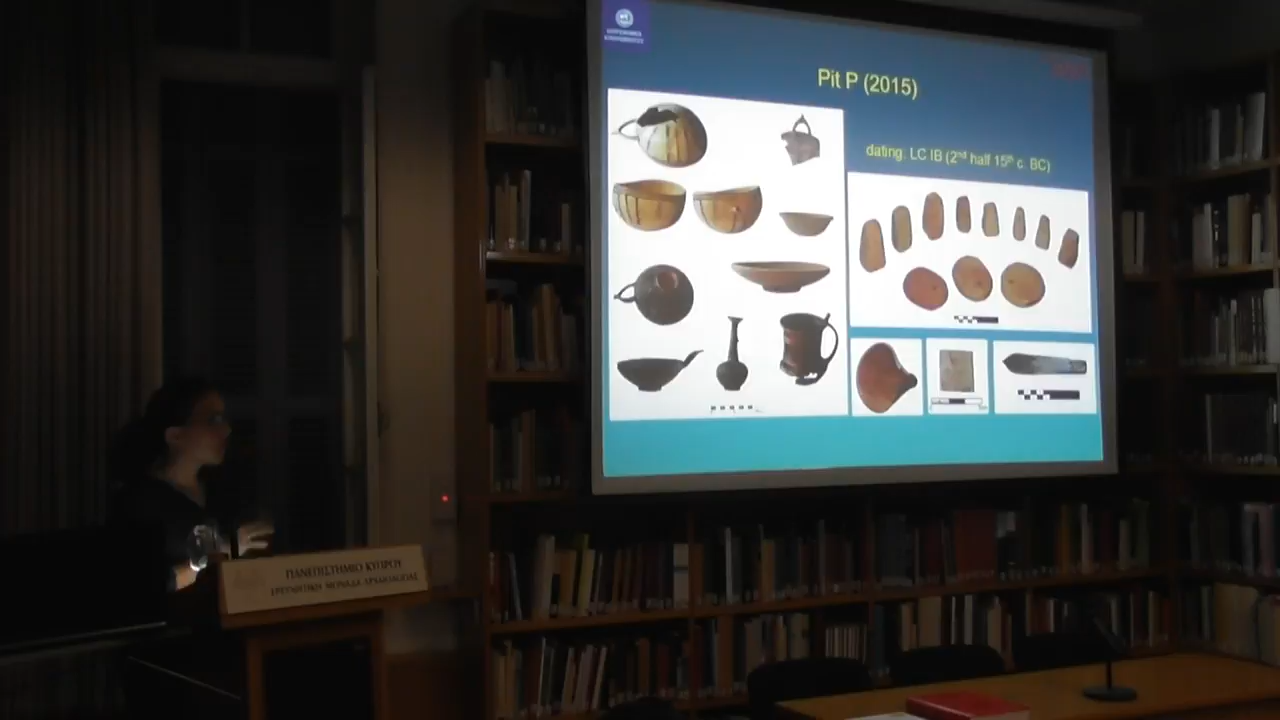 Pit P (2015)
dating: LC IB (2nd half 15th c. BC)
ΠΑΝΕΠΙΣΤΗΜΙΟ ΚΥΠΡΟΥ
ΕΡΕΥΝΗΤΙΚΗ ΜΟΝΑΔΑ ΑΡΧΑΙΟΛΟΓΙΑΣ